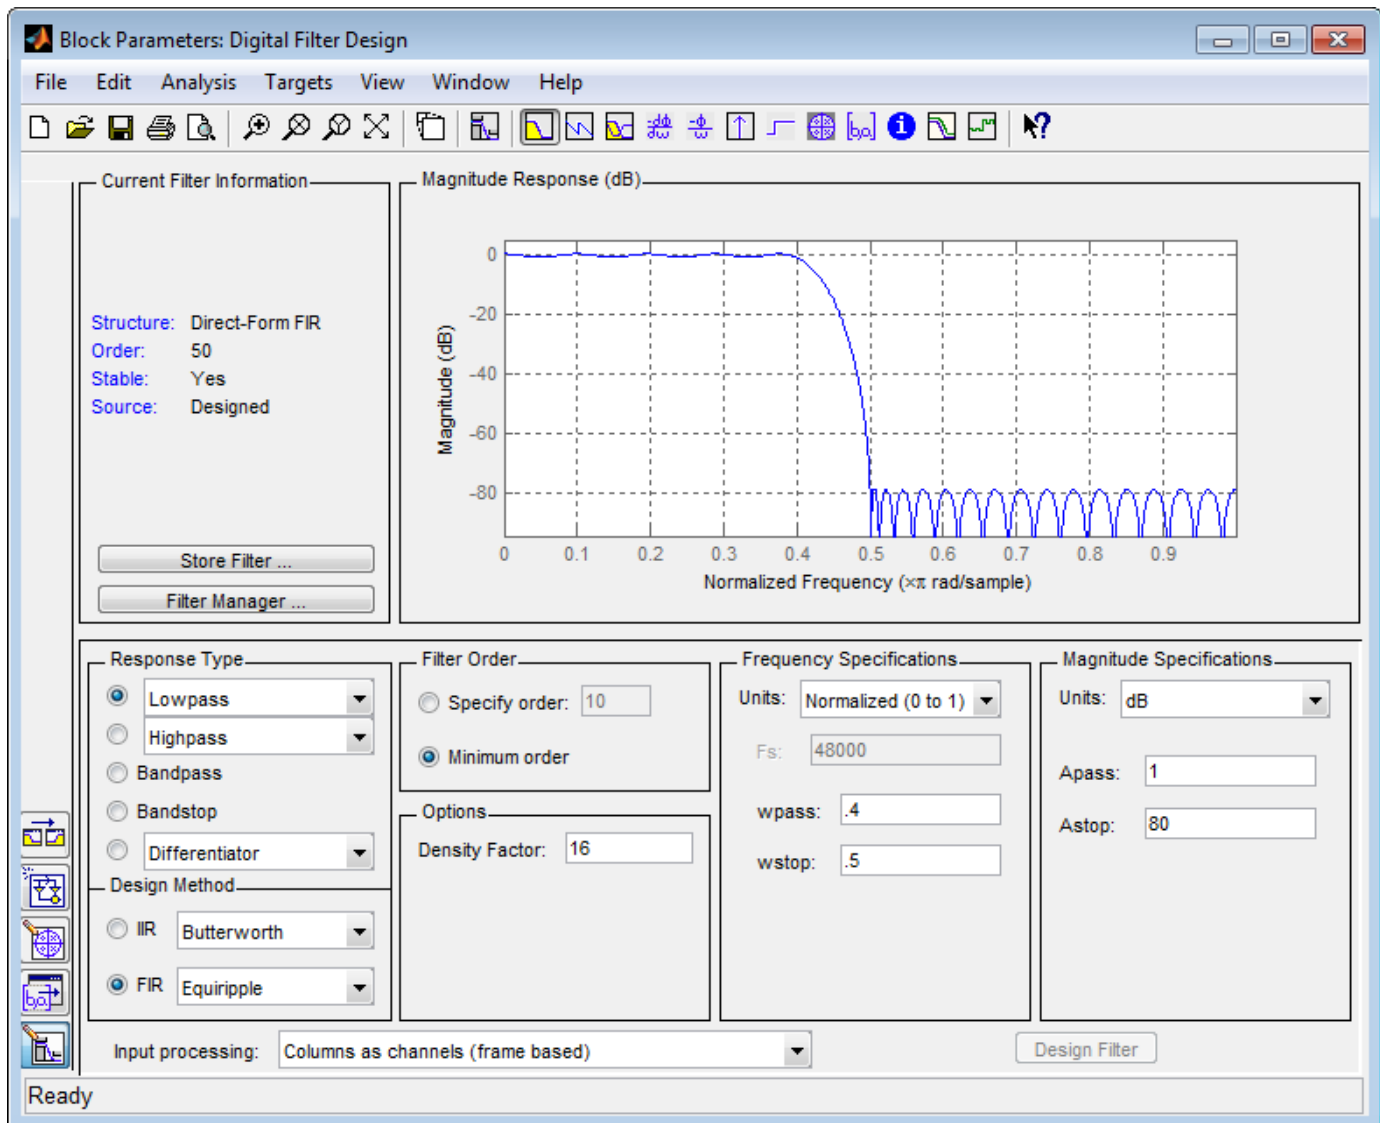 Block Parameters: Digital Filter Design
File Edit Analysis Targets View Window Help
Current Filter Information
Structure: Direct-Form FIR
Order: 50
Stable: Yes
Source: Designed
Store Filter ...
Filter Manager ...
Magnitude Response (dB)
0
-20
-40
-60
-80
Magnitude (dB)
0 0.1 0.2 0.3 0.4 0.5 0.6 0.7 0.8 0.9
Normalized Frequency (×π rad/sample)
Response Type
Lowpass
Highpass
Bandpass
Bandstop
Differentiator
Design Method
IIR Butterworth
FIR Equiripple
Filter Order
Specify order: 10
Minimum order
Options
Density Factor: 16
Frequency Specifications
Units: Normalized (0 to 1)
Fs: 48000
wpass: .4
wstop: .5
Magnitude Specifications
Units: dB
Apass: 1
Astop: 80
Input processing: Columns as channels (frame based)
Design Filter
Ready